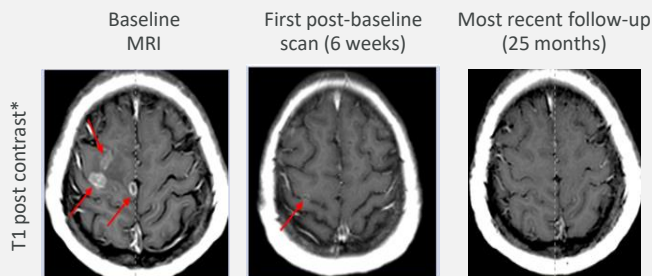 Baseline
MRI
First post-baseline
scan (6 weeks)
Most recent follow-up
(25 months)
T1 post contrast*